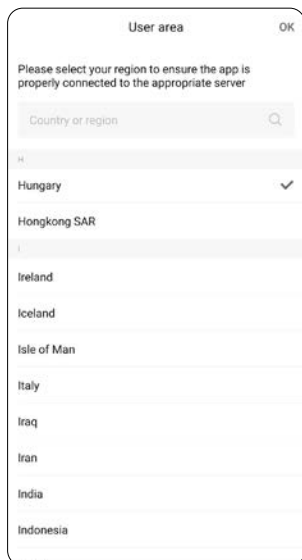 User area OK
Please select your region to ensure the app is
properly connected to the appropriate server
Country or region
H
Hungary
Hongkong SAR
I
Ireland
Iceland
Isle of Man
Italy
Iraq
Iran
India
Indonesia